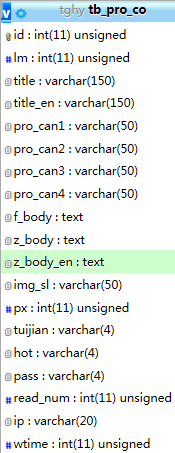 v tghy tb_pro_co
id : int(11) unsigned
# lm : int(11) unsigned
title : varchar(150)
title_en : varchar(150)
pro_can1 : varchar(50)
pro_can2 : varchar(50)
pro_can3 : varchar(50)
pro_can4 : varchar(50)
f_body : text
z_body : text
z_body_en : text
img_sl : varchar(50)
# px : int(11) unsigned
tuijian : varchar(4)
hot : varchar(4)
pass : varchar(4)
# read_num : int(11) unsigned
ip : varchar(20)
# wtime : int(11) unsigned